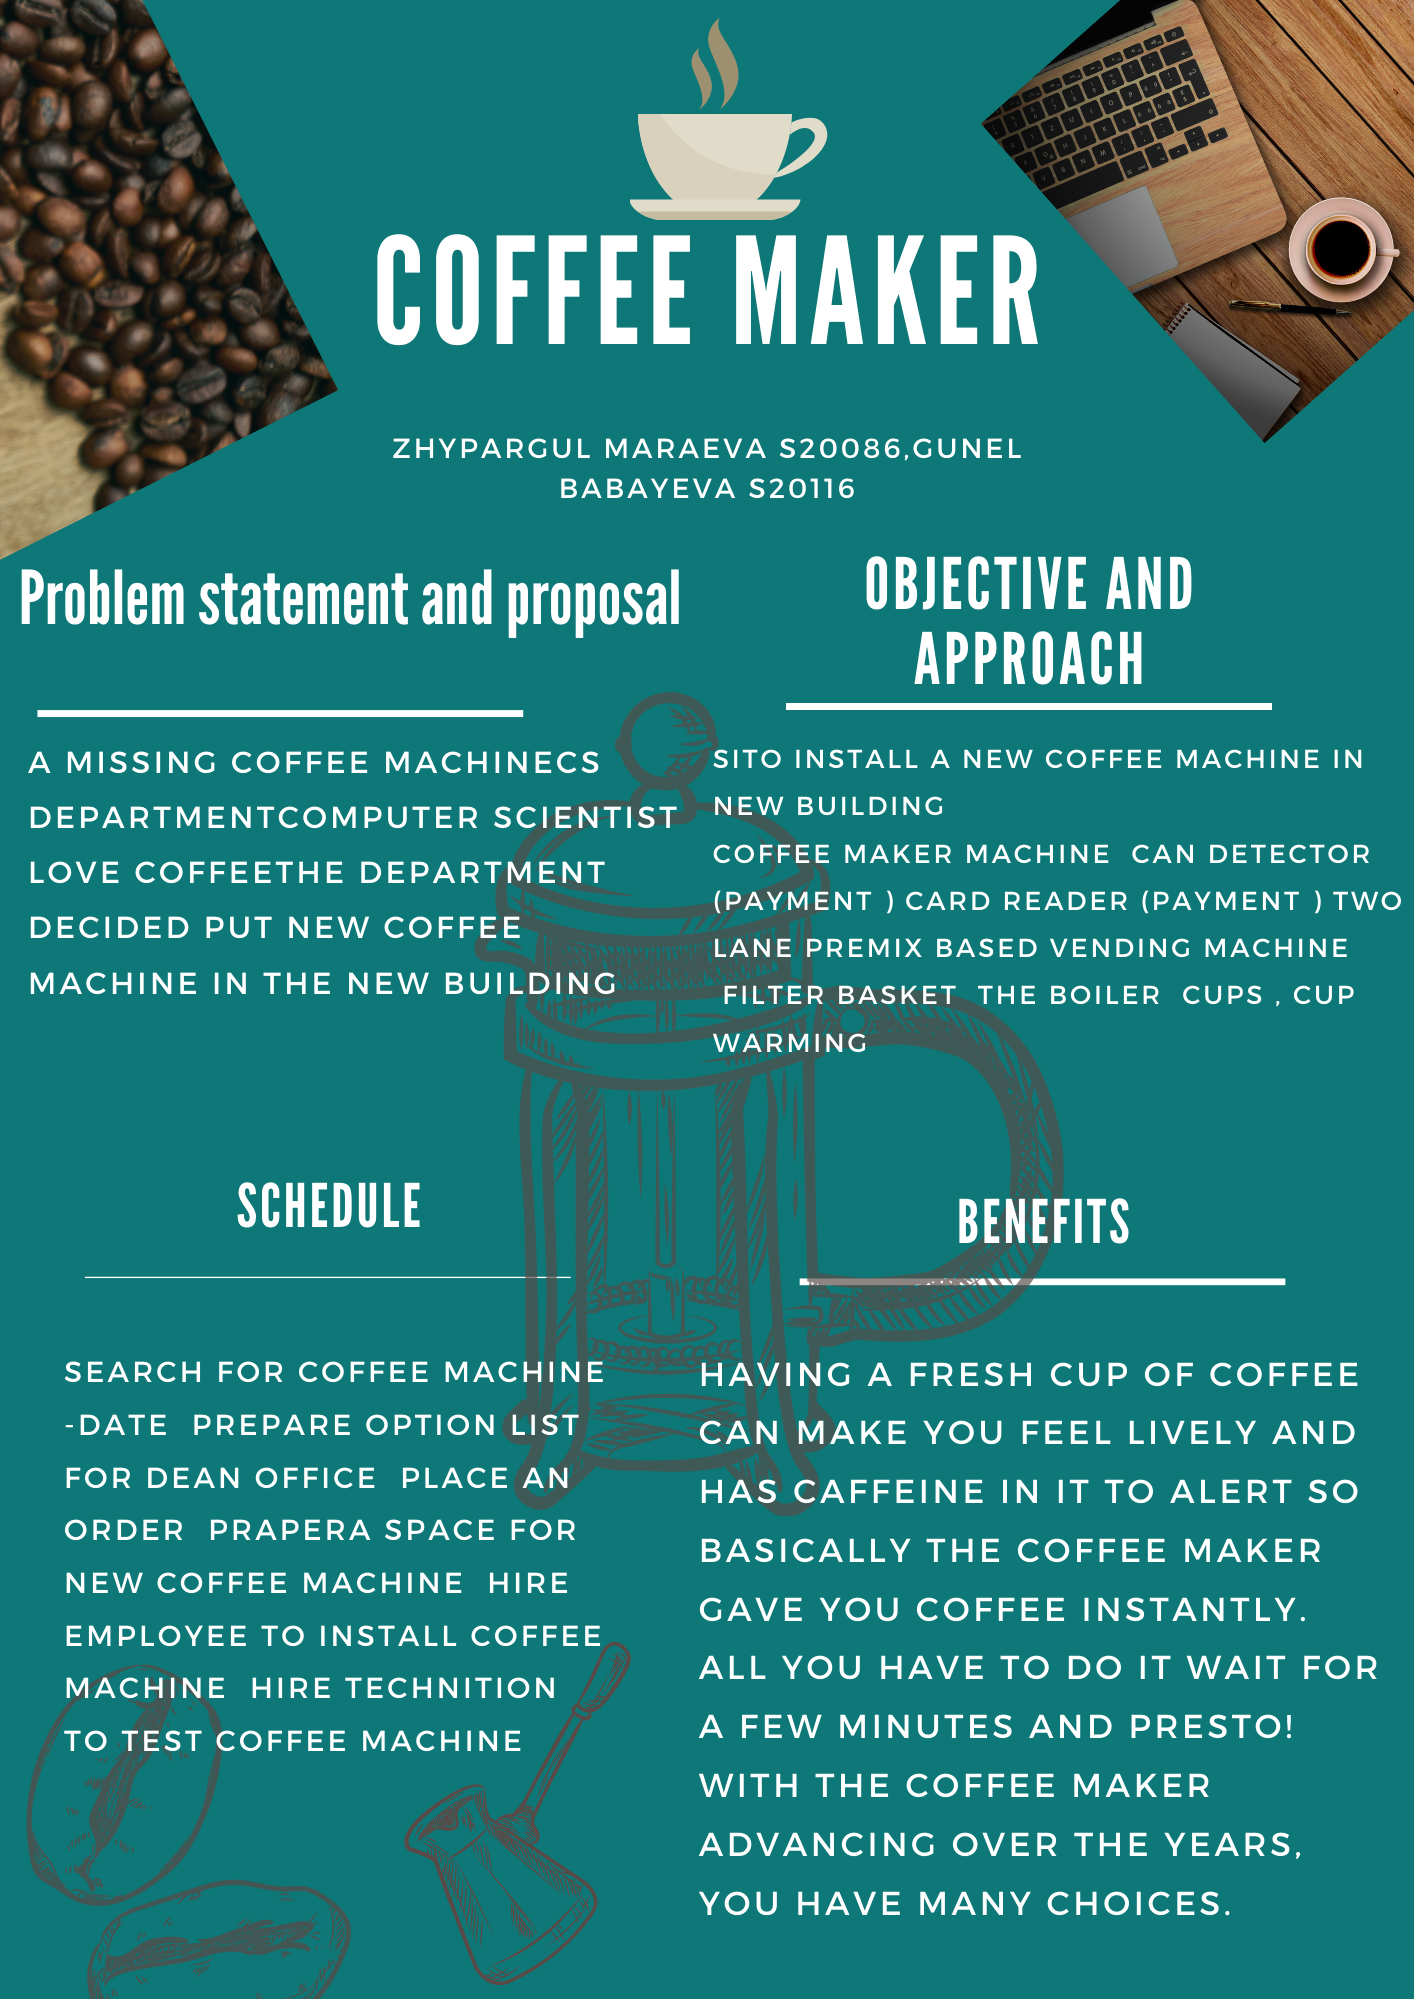 COFFEE MAKER
ZHYPARGUL MARAEVA S20086,GUNEL
BABAYEVA S20116
Problem statement and proposal
A MISSING COFFEE MACHINECS
DEPARTMENTCOMPUTER SCIENTIST
LOVE COFFEETHE DEPARTMENT
DECIDED PUT NEW COFFEE
MACHINE IN THE NEW BUILDING
OBJECTIVE AND
APPROACH
SITO INSTALL A NEW COFFEE MACHINE IN
NEW BUILDING
COFFEE MAKER MACHINE CAN DETECTOR
(PAYMENT ) CARD READER (PAYMENT ) TWO
LANE PREMIX BASED VENDING MACHINE
FILTER BASKET THE BOILER CUPS , CUP
WARMING
SCHEDULE
SEARCH FOR COFFEE MACHINE
-DATE PREPARE OPTION LIST
FOR DEAN OFFICE PLACE AN
ORDER PRAPERA SPACE FOR
NEW COFFEE MACHINE HIRE
EMPLOYEE TO INSTALL COFFEE
MACHINE HIRE TECHNITION
TO TEST COFFEE MACHINE
BENEFITS
HAVING A FRESH CUP OF COFFEE
CAN MAKE YOU FEEL LIVELY AND
HAS CAFFEINE IN IT TO ALERT SO
BASICALLY THE COFFEE MAKER
GAVE YOU COFFEE INSTANTLY.
ALL YOU HAVE TO DO IT WAIT FOR
A FEW MINUTES AND PRESTO!
WITH THE COFFEE MAKER
ADVANCING OVER THE YEARS,
YOU HAVE MANY CHOICES.